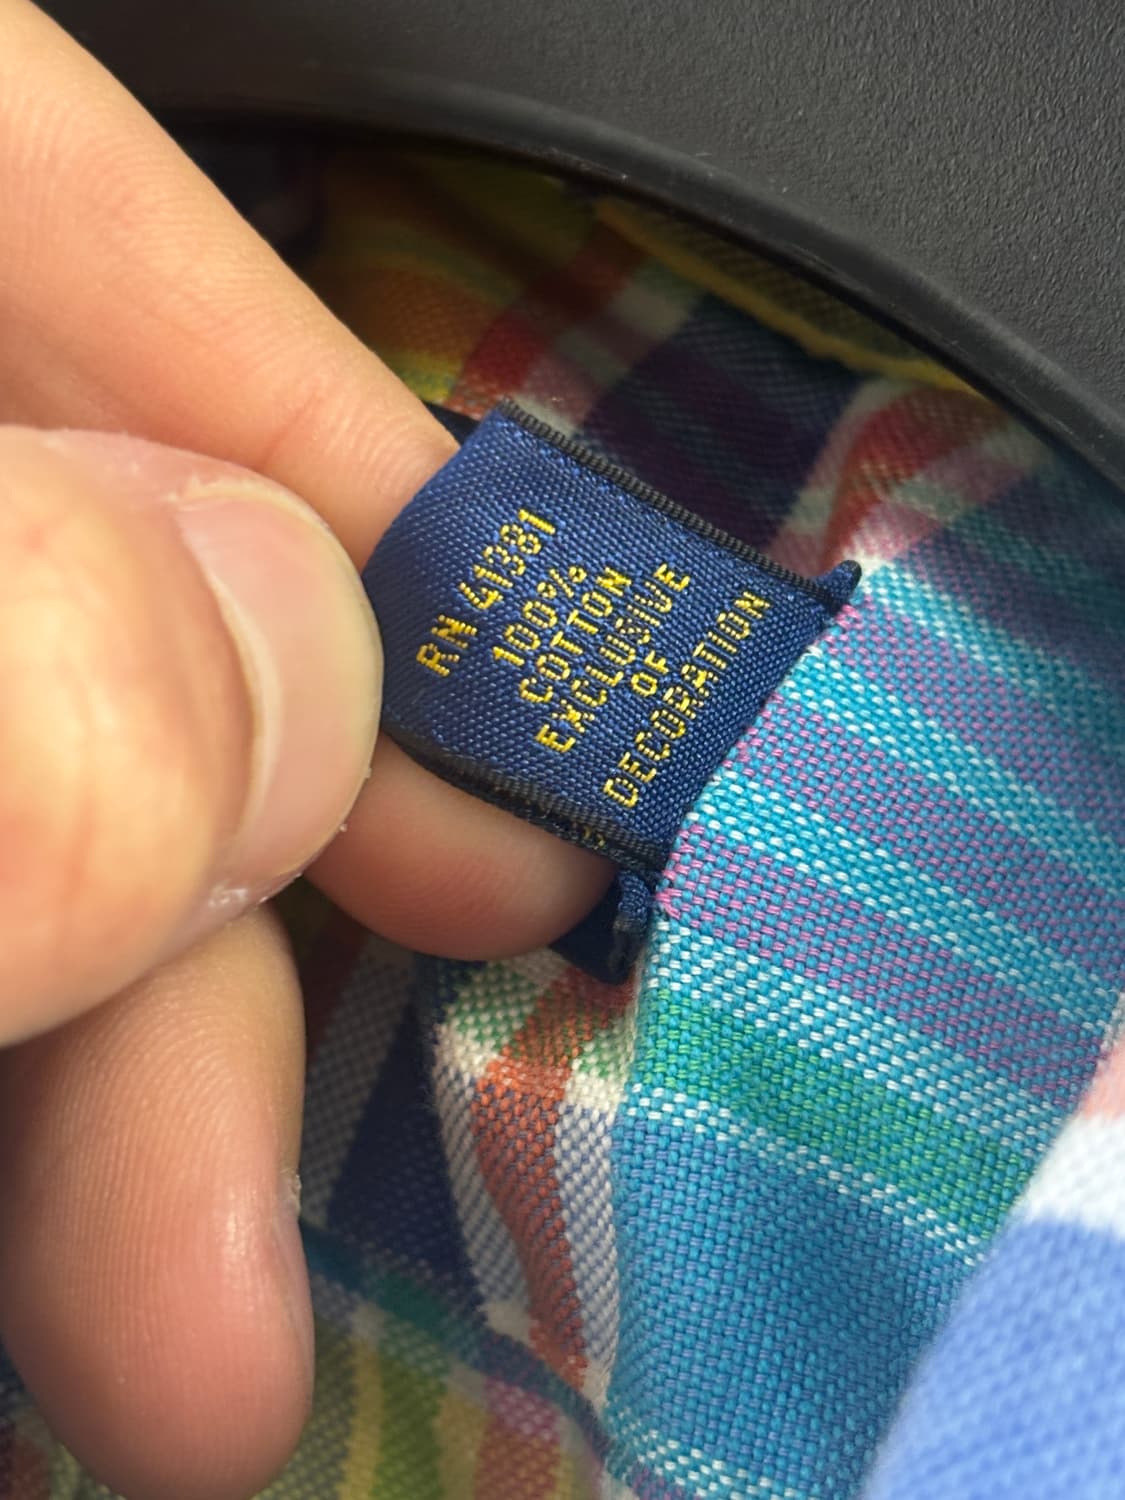 RN 41381
100%
COTTON
EXCLUSIVE
OF
DECORATION